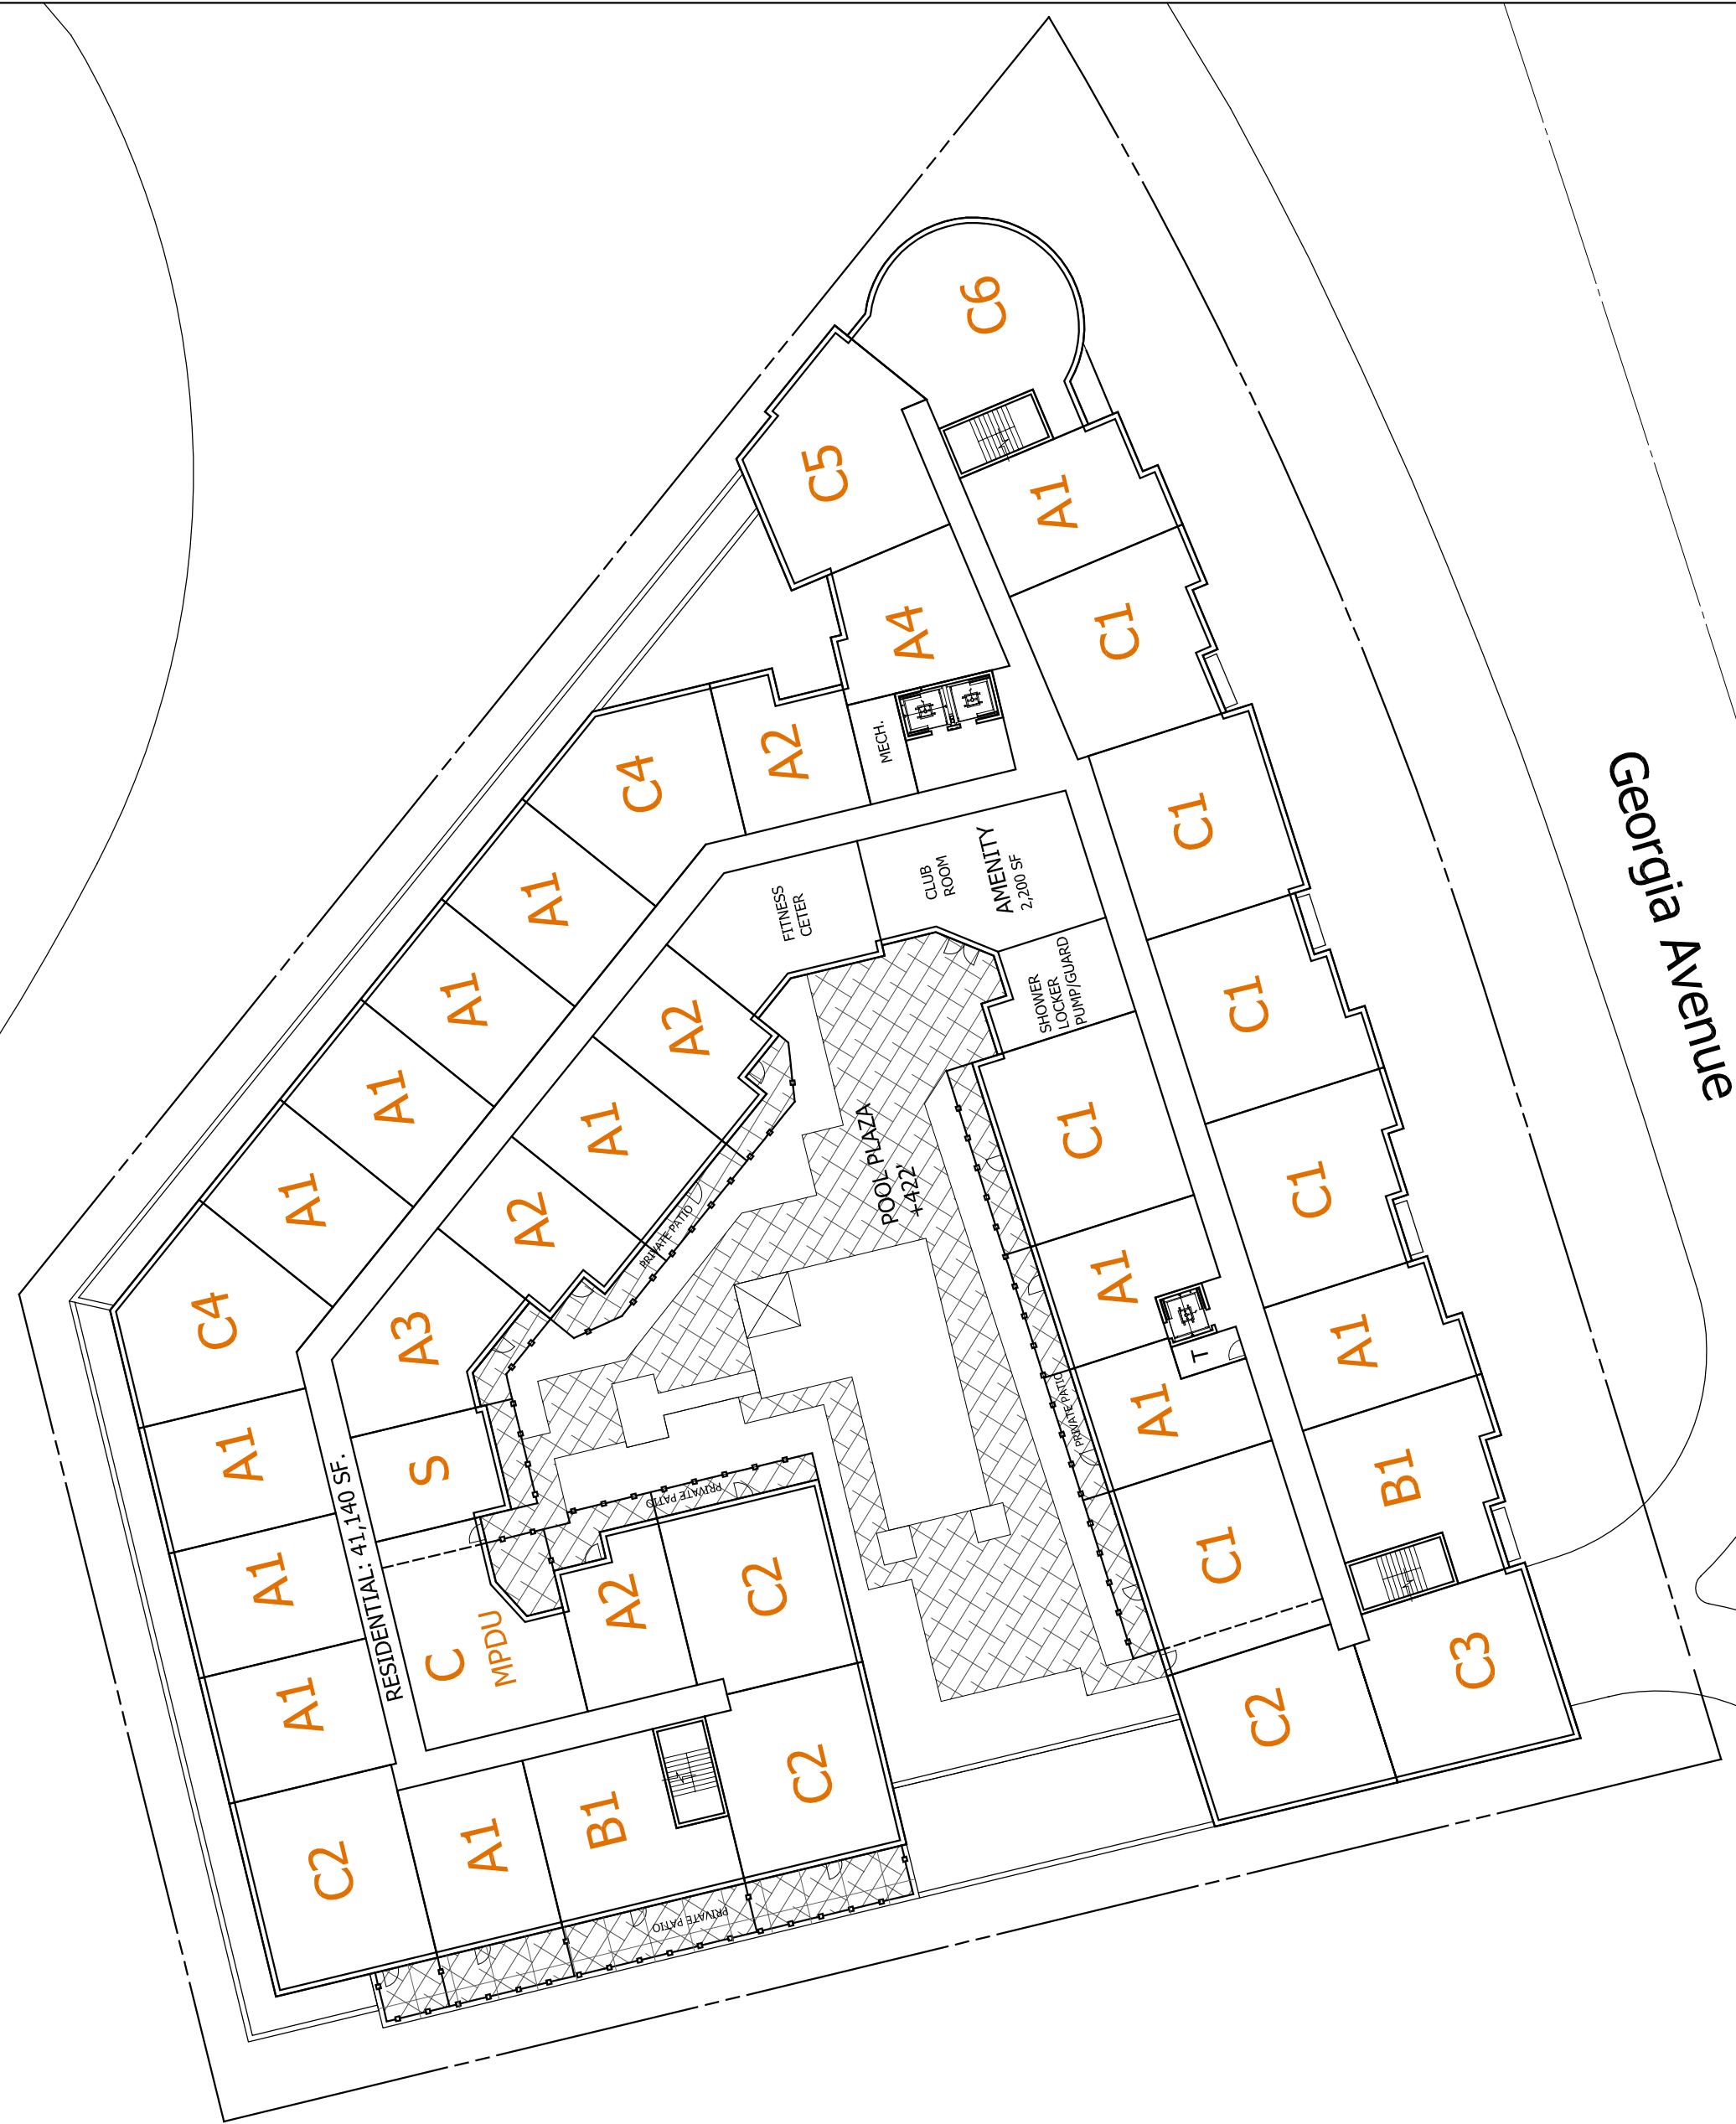 C6
C5
A1
A4
C1
C4
A2
MECH.
C1
Georgia Avenue
A1
FITNESS
CETER
CLUB
ROOM
AMENITY
2,200 SF
A1
A2
SHOWER
LOCKER
PUMP/GUARD
C1
A1
A1
POOL PLAZA
+422'
C1
C1
A1
A2
PRIVATE PATIO
A1
C4
A3
A1
T
A1
A1
S
PRIVATE PATIO
B1
RESIDENTIAL: 41,140 SF.
PRIVATE PATIO
A1
C
MPDU
A2
C2
C1
A1
C2
C3
C2
A1
B1
C2
PRIVATE PATIO